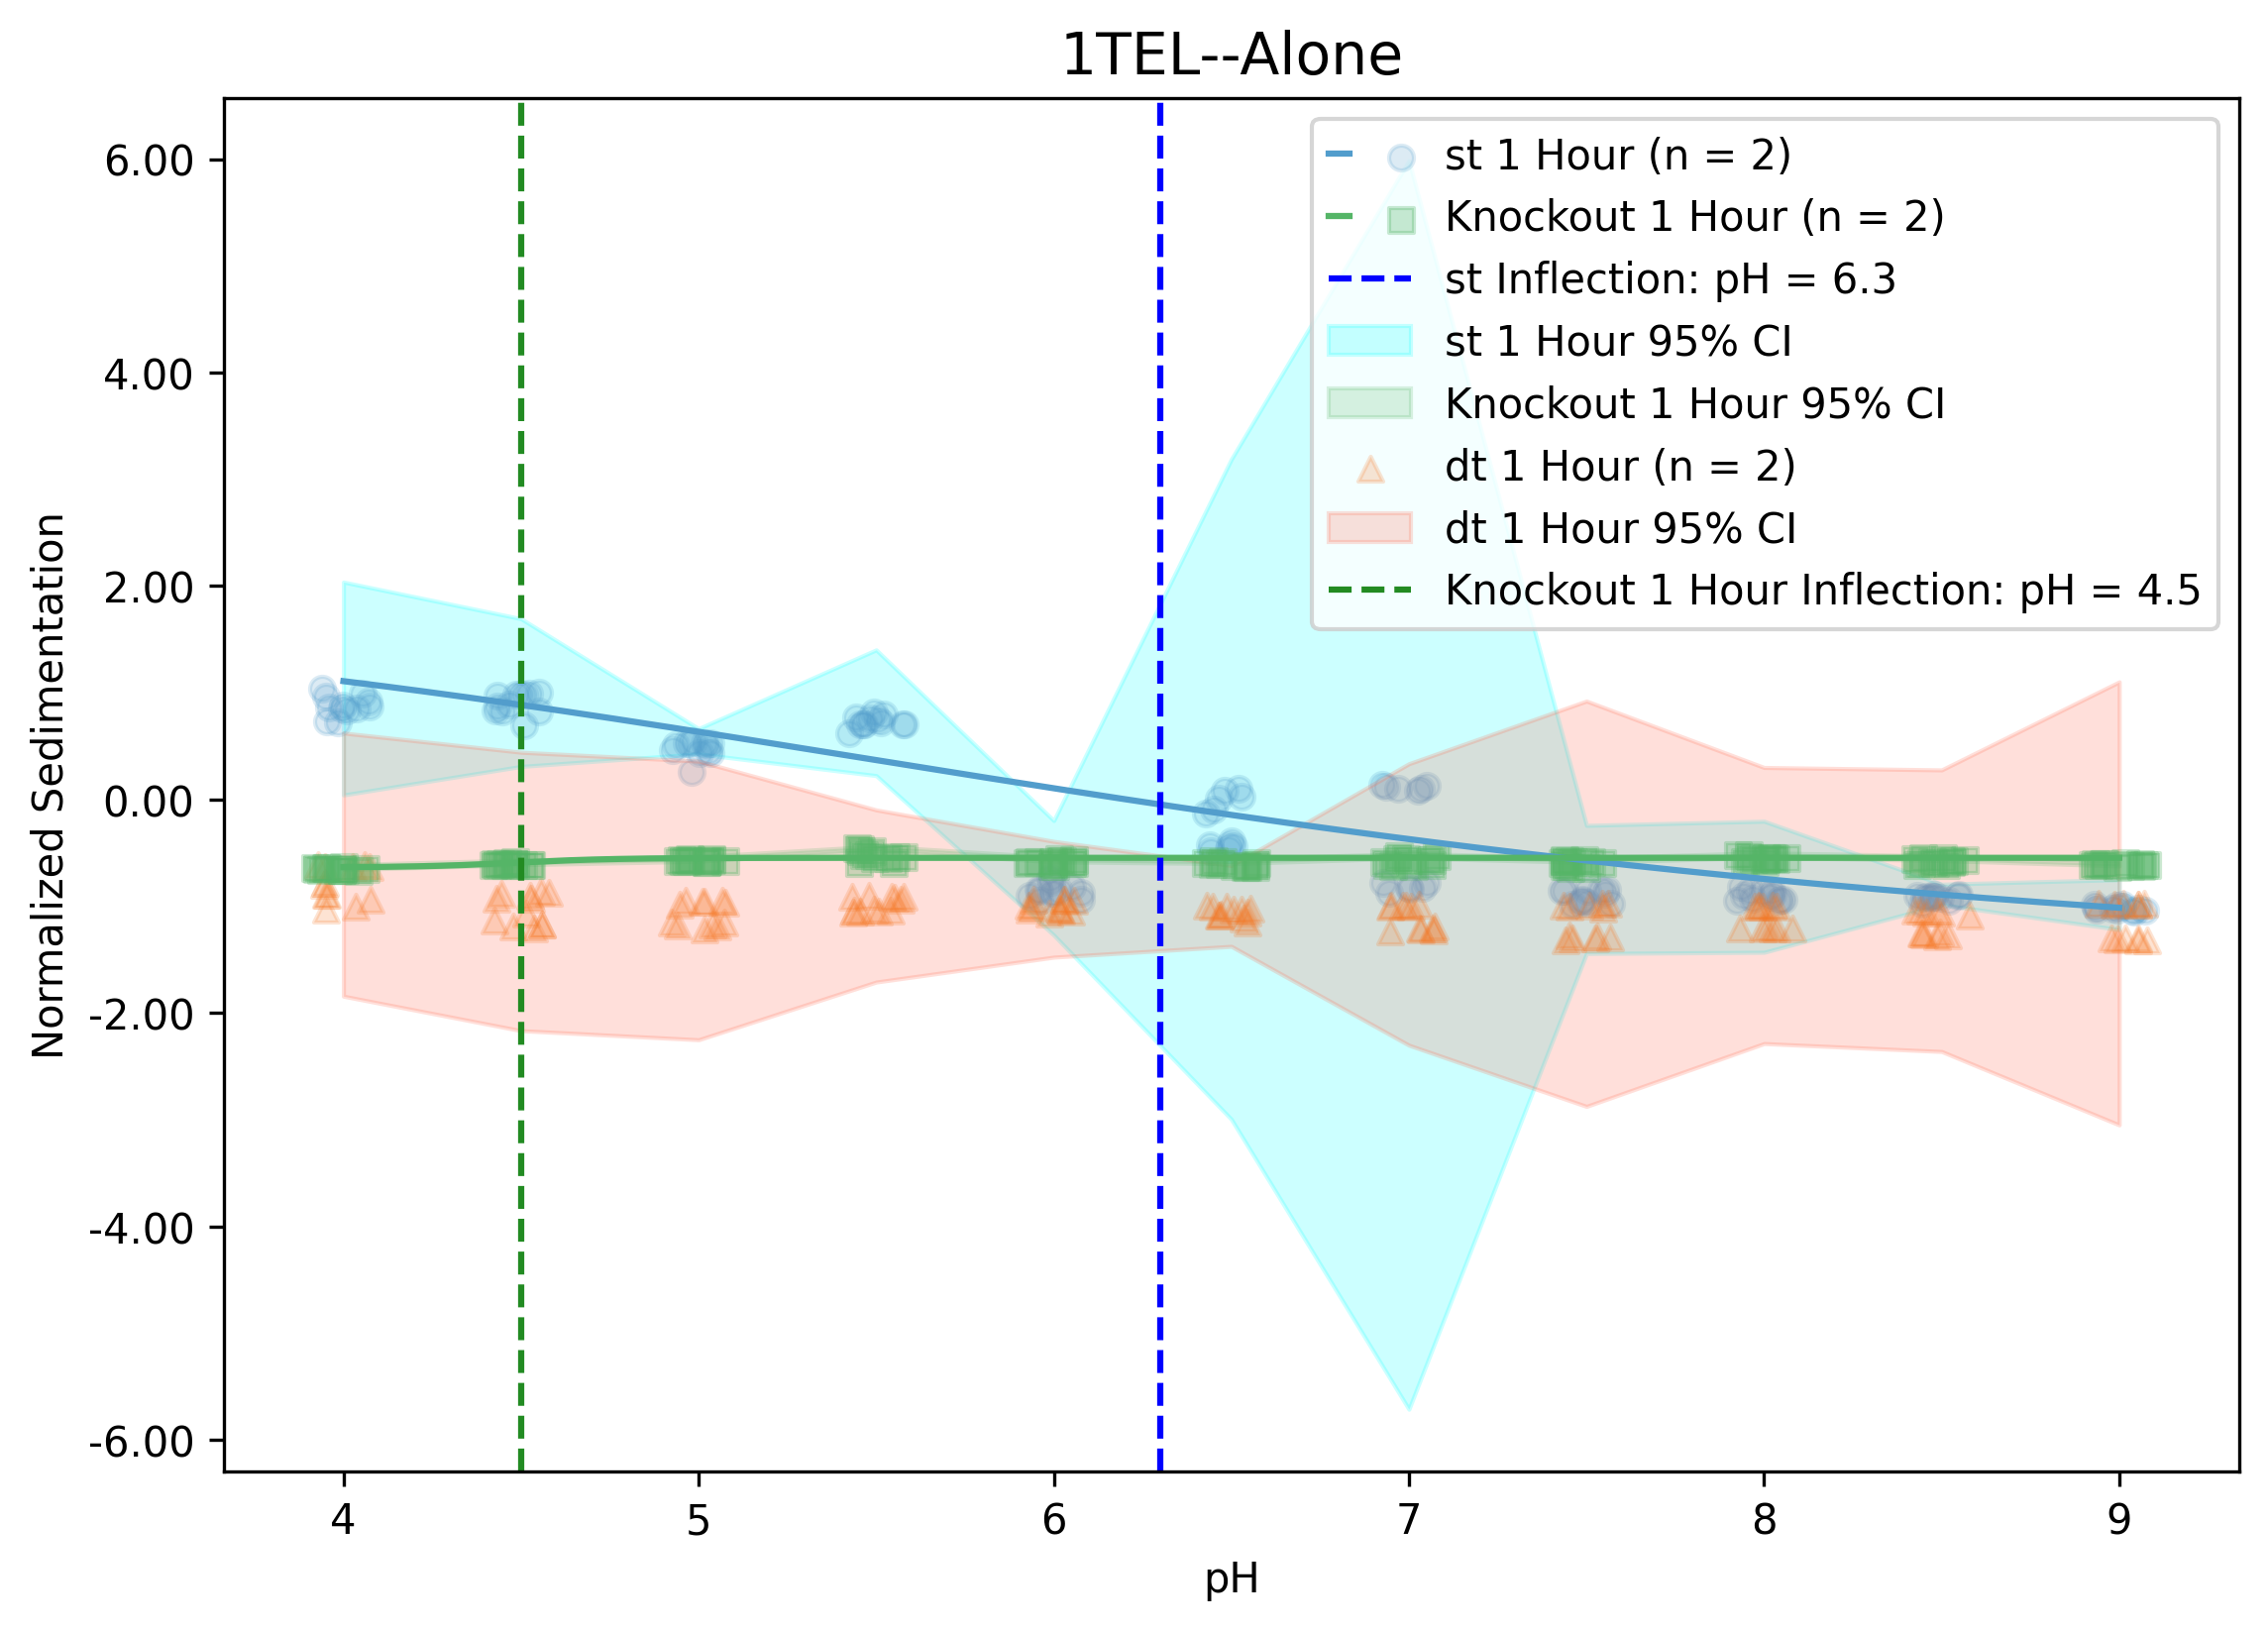 1TEL--Alone
st 1 Hour (n = 2)
Knockout 1 Hour (n = 2)
st Inflection: pH = 6.3
st 1 Hour 95% CI
Knockout 1 Hour 95% CI
dt 1 Hour (n = 2)
dt 1 Hour 95% CI
Knockout 1 Hour Inflection: pH = 4.5
Normalized Sedimentation
6.00
4.00
2.00
0.00
-2.00
-4.00
-6.00
4 5 6 7 8 9
pH